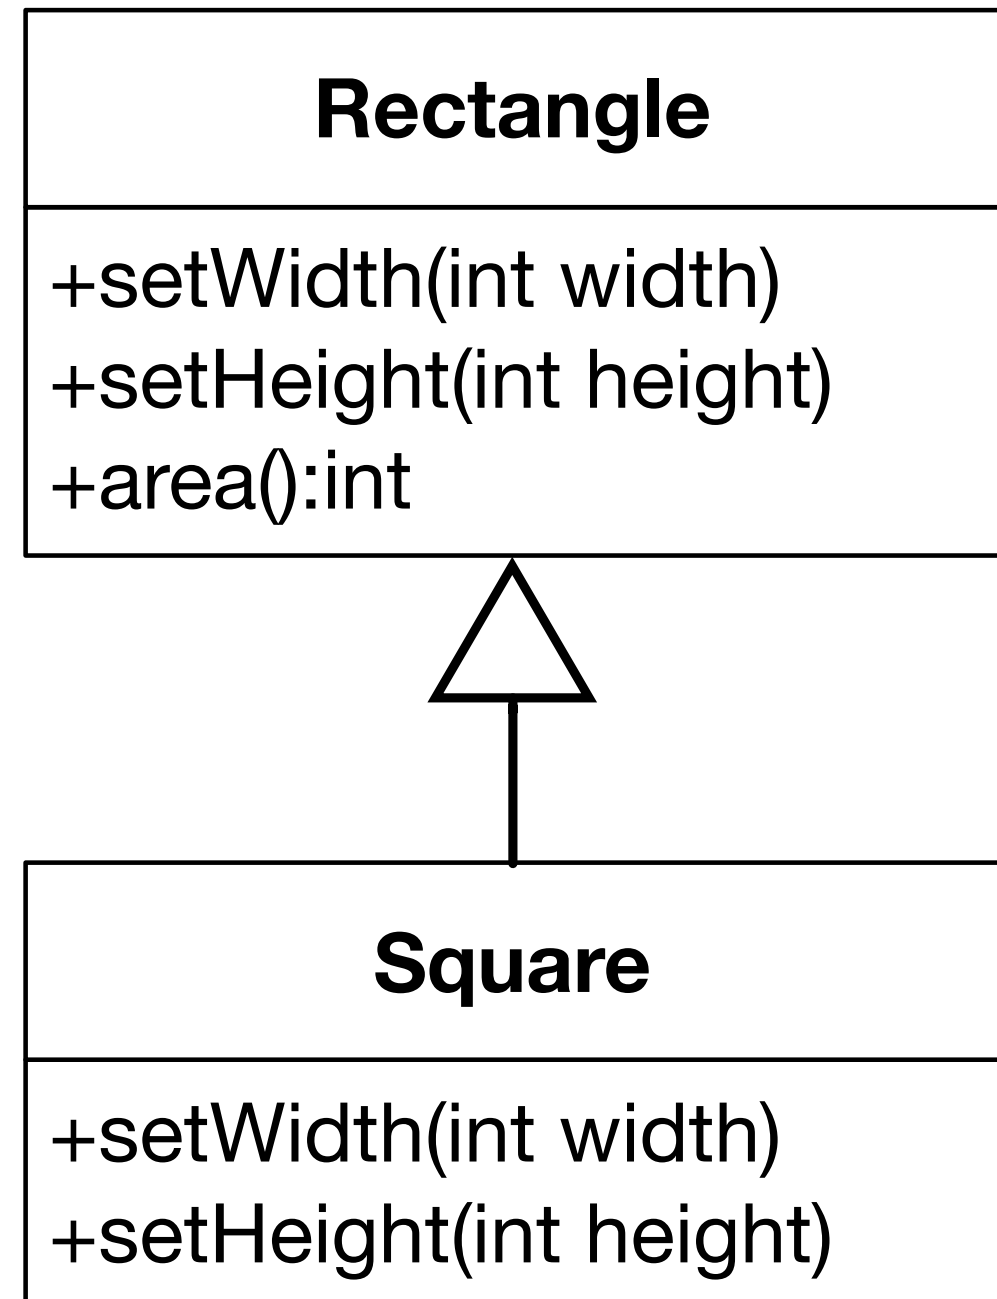 Rectangle
+setWidth(int width)
+setHeight(int height)
+area():int
Square
+setWidth(int width)
+setHeight(int height)